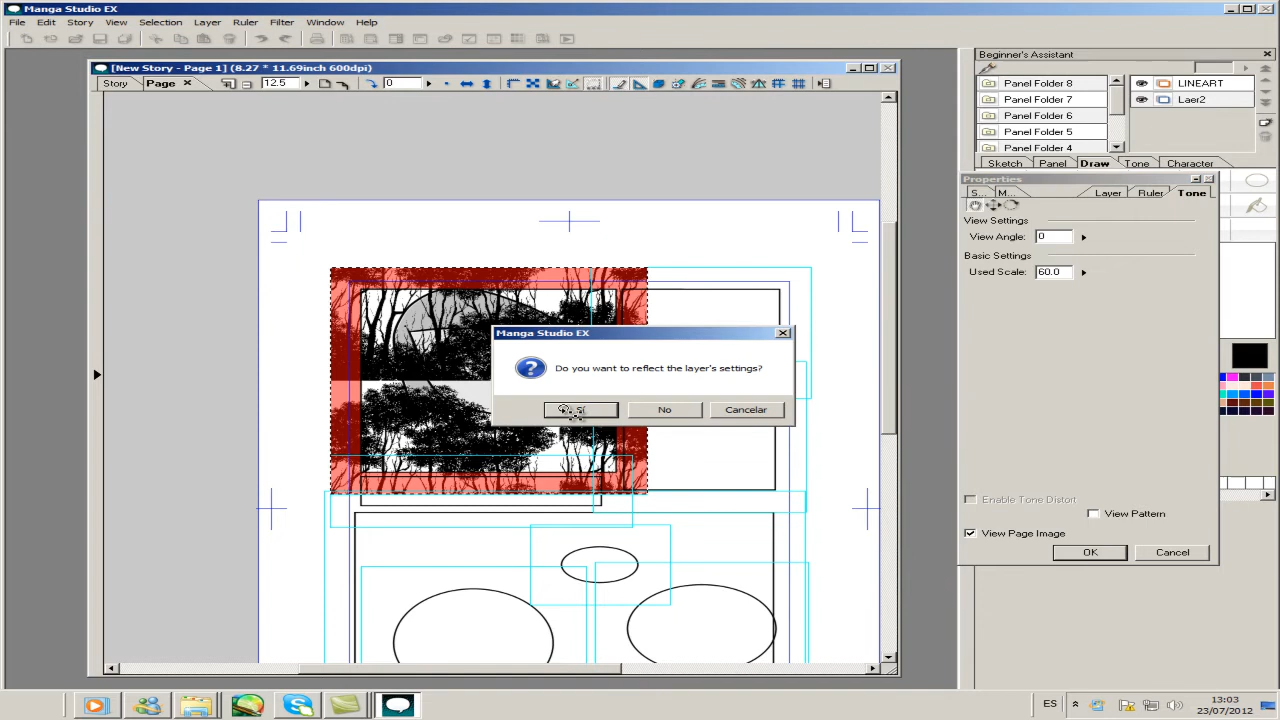 Manga Studio EX
File Edit Story View Selection Layer Ruler Filter Window Help
[New Story - Page 1] (8.27 * 11.69inch 600dpi)
Story Page 12.5 0
Beginner's Assistant
Panel Folder 8
Panel Folder 7
Panel Folder 6
Panel Folder 5
Panel Folder 4
LINEART
Laer2
Sketch Panel Draw Tone Character
Properties
S... M... Layer Ruler Tone
View Settings
View Angle: 0
Basic Settings
Used Scale: 60.0
Manga Studio EX
Do you want to reflect the layer's settings?
No Cancelar
Enable Tone Distort
View Pattern
View Page Image
OK Cancel
ES
13:03
23/07/2012